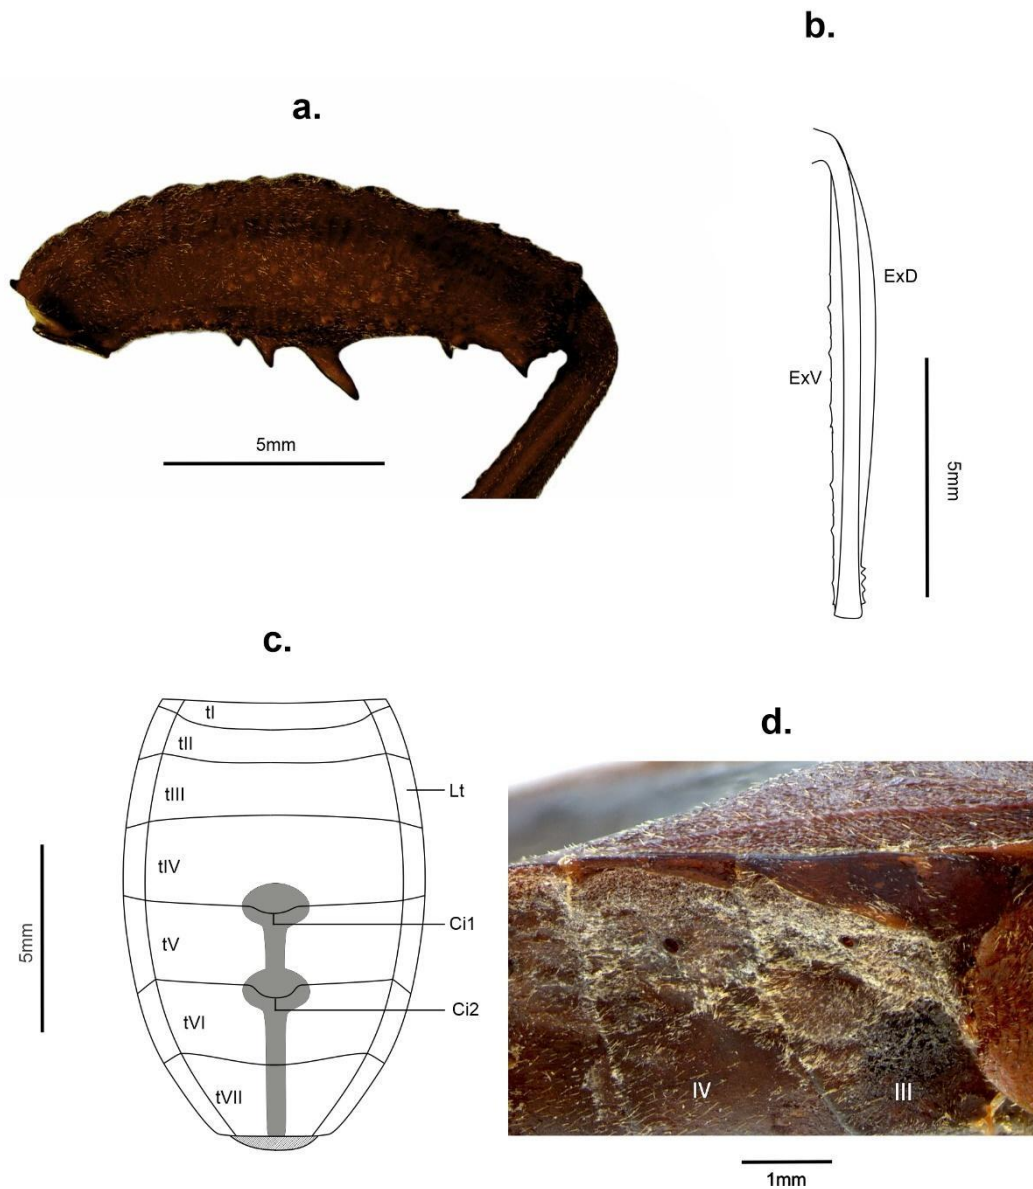 a.
5mm
b.
ExD
ExV
5mm
c.
tI
tII
tIII
Lt
tIV
Ci1
tV
Ci2
tVI
tVII
5mm
d.
IV
III
1mm